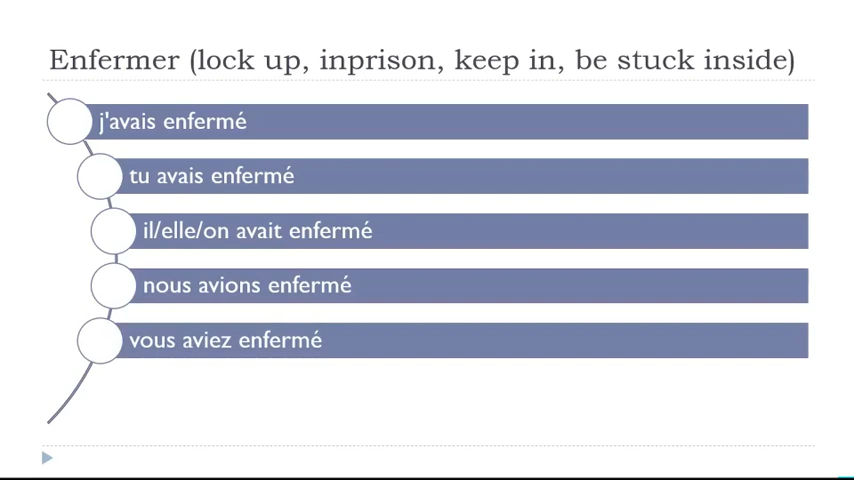 Enfermer (lock up, inprison, keep in, be stuck inside)
j'avais enfermé
tu avais enfermé
il/elle/on avait enfermé
nous avions enfermé
vous aviez enfermé